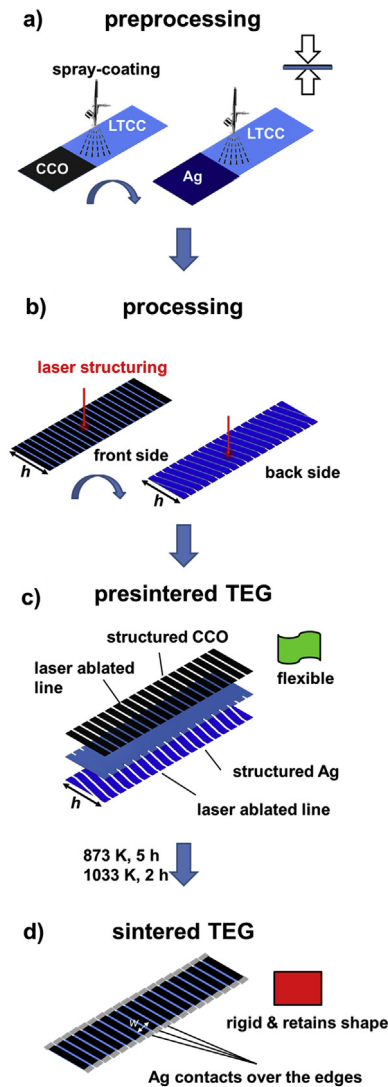 a) preprocessing
spray-coating
LTCC
CCO
LTCC
Ag
b) processing
laser structuring
front side
h
back side
h
c) presintered TEG
structured CCO
laser ablated
line
flexible
structured Ag
h
laser ablated line
873 K, 5 h
1033 K, 2 h
d) sintered TEG
w
rigid & retains shape
Ag contacts over the edges